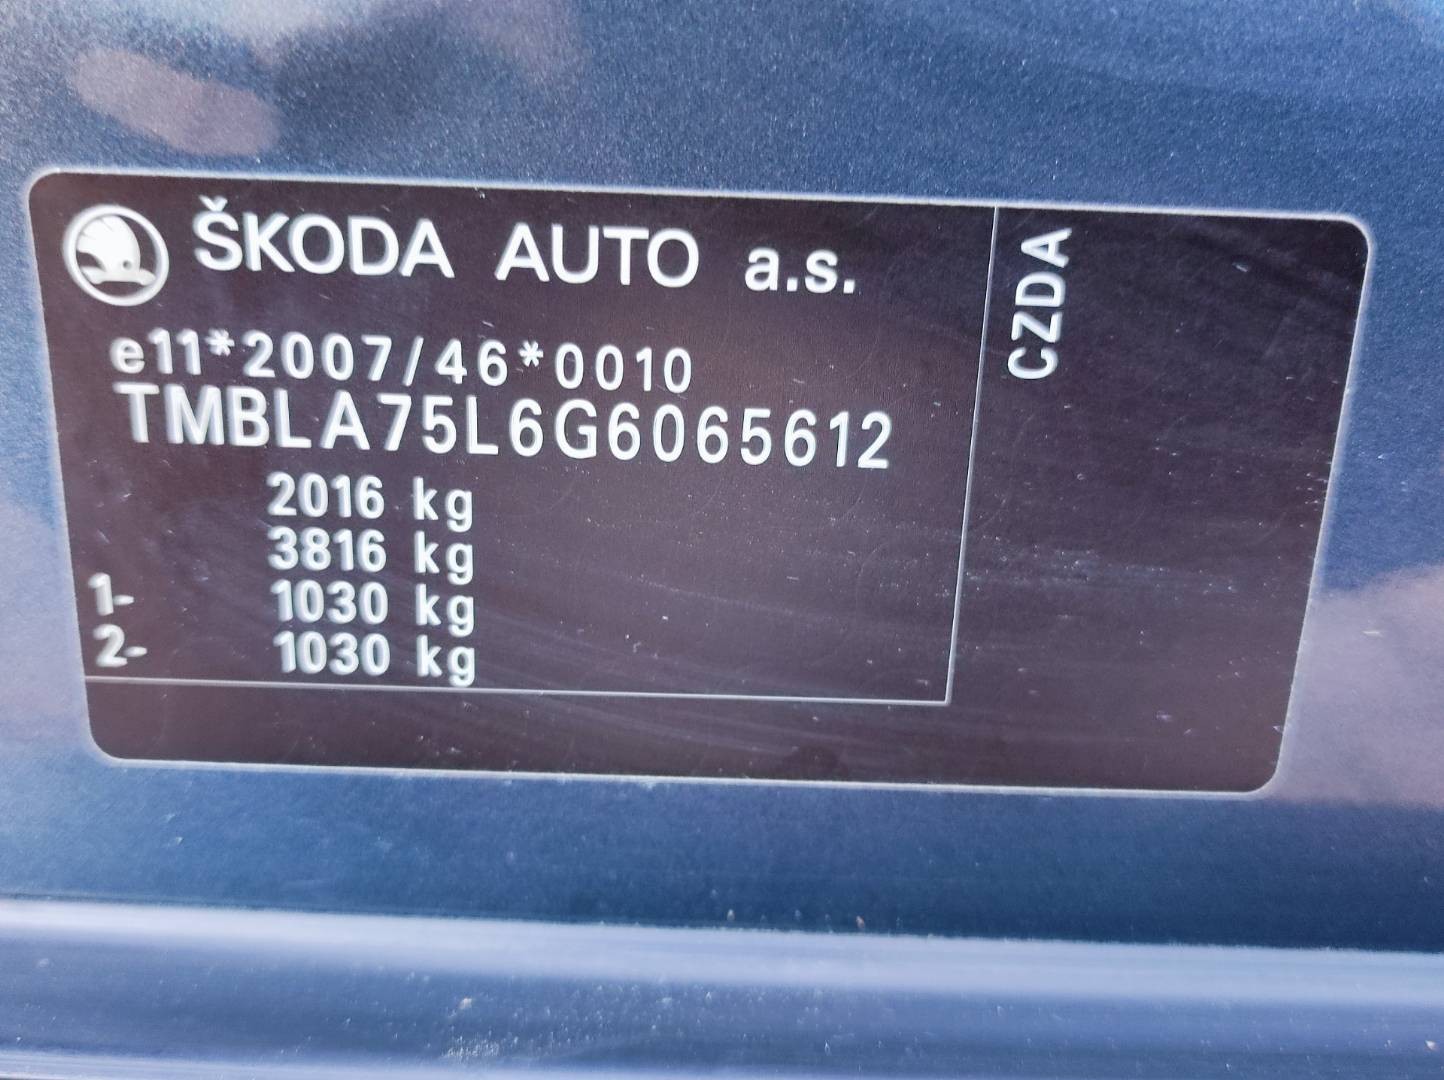 ŠKODA AUTO a.s.
e11*2007/46*0010
TMBLA75L6G6065612
2016 kg
3816 kg
1- 1030 kg
2- 1030 kg
CZDA